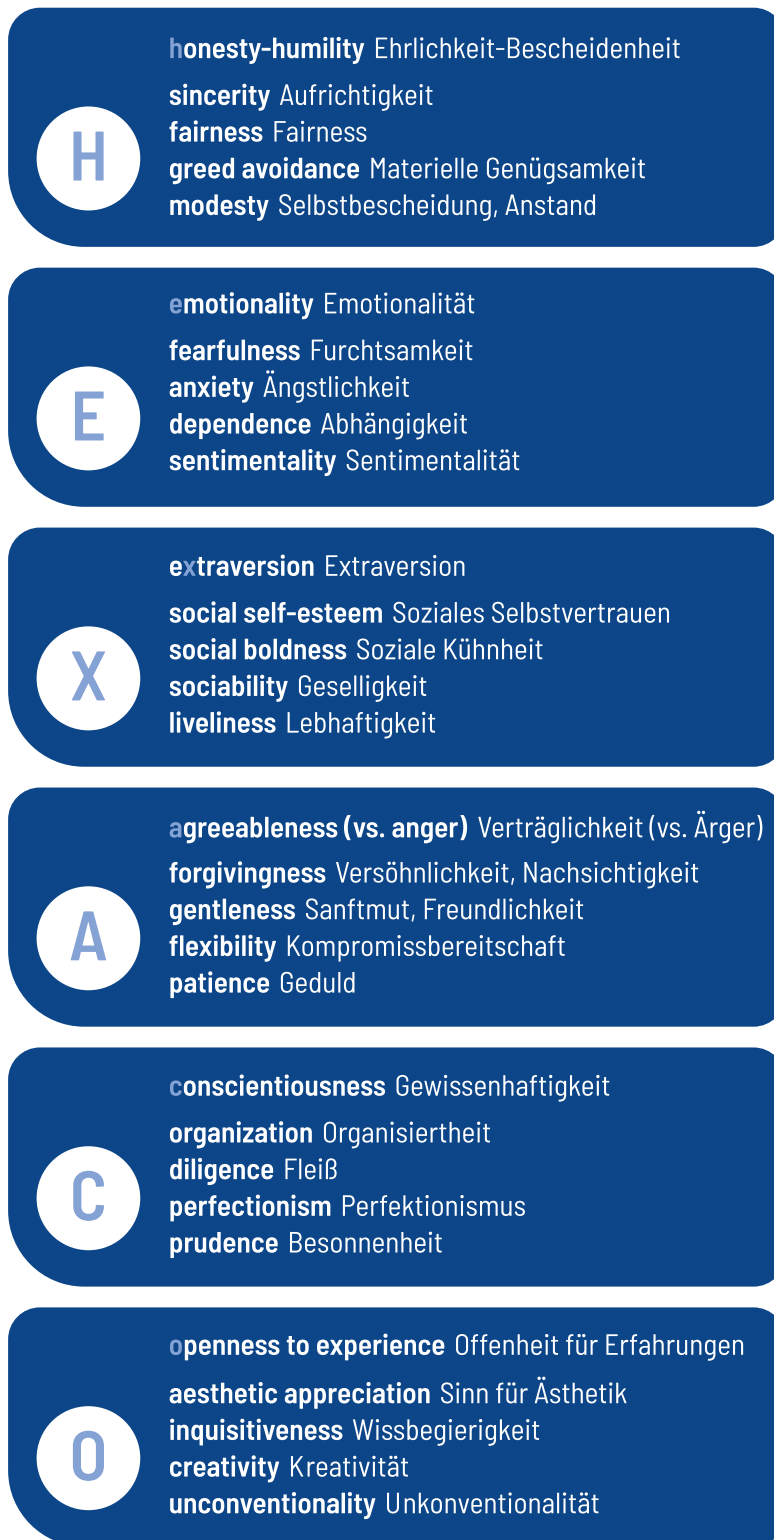 H
honesty-humility Ehrlichkeit-Bescheidenheit
sincerity Aufrichtigkeit
fairness Fairness
greed avoidance Materielle Genügsamkeit
modesty Selbstbescheidung, Anstand
E
emotionality Emotionalität
fearfulness Furchtsamkeit
anxiety Ängstlichkeit
dependence Abhängigkeit
sentimentality Sentimentalität
X
extraversion Extraversion
social self-esteem Soziales Selbstvertrauen
social boldness Soziale Kühnheit
sociability Geselligkeit
liveliness Lebhaftigkeit
A
agreeableness (vs. anger) Verträglichkeit (vs. Ärger)
forgivingness Versöhnlichkeit, Nachsichtigkeit
gentleness Sanftmut, Freundlichkeit
flexibility Kompromissbereitschaft
patience Geduld
C
conscientiousness Gewissenhaftigkeit
organization Organisiertheit
diligence Fleiß
perfectionism Perfektionismus
prudence Besonnenheit
O
openness to experience Offenheit für Erfahrungen
aesthetic appreciation Sinn für Ästhetik
inquisitiveness Wissbegierigkeit
creativity Kreativität
unconventionality Unkonventionalität